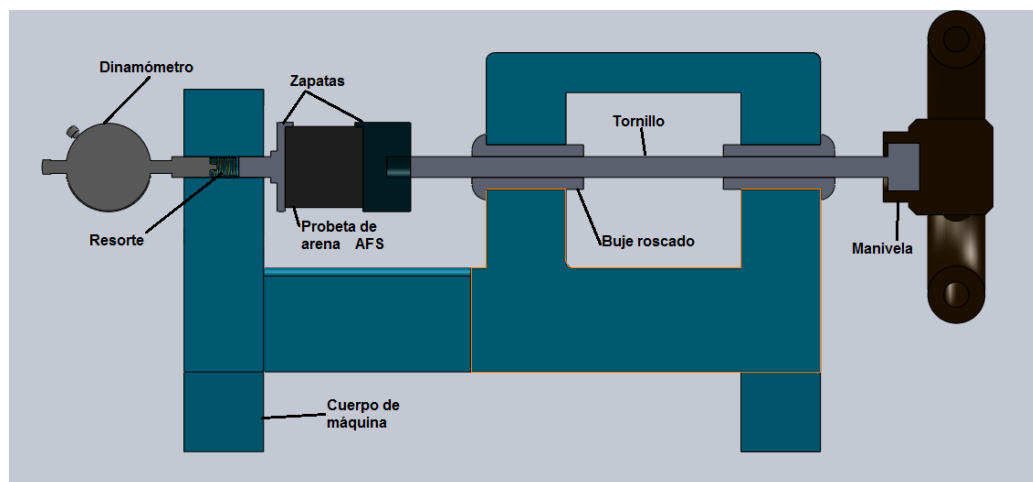 Dinamómetro
Zapatas
Tornillo
Resorte
Probeta de
arena AFS
Buje roscado
Manivela
Cuerpo de
máquina